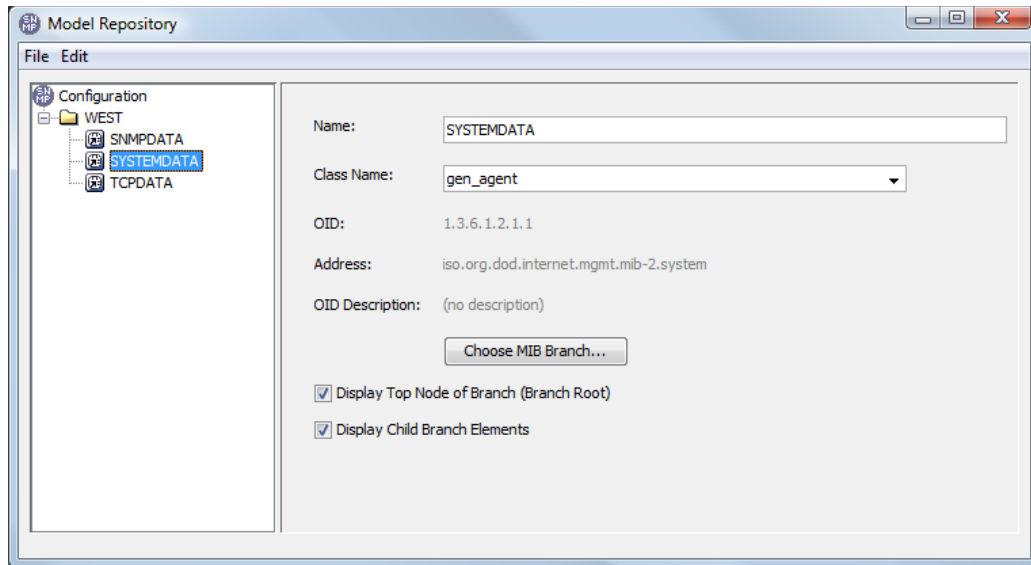 Model Repository
File Edit
SNMP Configuration
WEST
SNMPDATA
SYSTEMDATA
TCPDATA
Name: SYSTEMDATA
Class Name: gen_agent
OID: 1.3.6.1.2.1.1
Address: iso.org.dod.internet.mgmt.mib-2.system
OID Description: (no description)
Choose MIB Branch...
Display Top Node of Branch (Branch Root)
Display Child Branch Elements